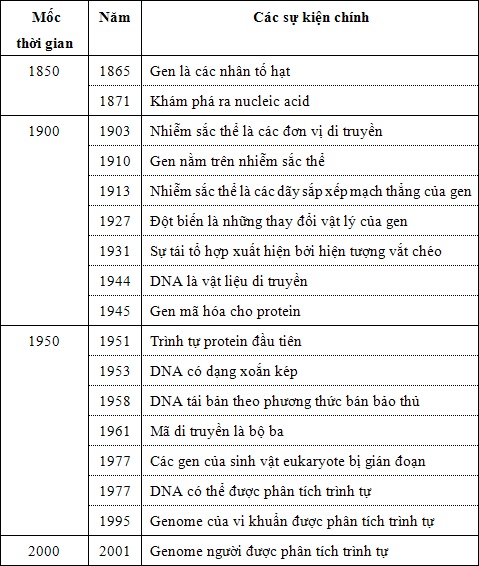 Mốc thời gian Năm Các sự kiện chính
1850 1865 Gen là các nhân tố hạt
1871 Khám phá ra nucleic acid
1900 1903 Nhiễm sắc thể là các đơn vị di truyền
1910 Gen nằm trên nhiễm sắc thể
1913 Nhiễm sắc thể là các dãy sắp xếp mạch thẳng của gen
1927 Đột biến là những thay đổi vật lý của gen
1931 Sự tái tổ hợp xuất hiện bởi hiện tượng vắt chéo
1944 DNA là vật liệu di truyền
1945 Gen mã hóa cho protein
1950 1951 Trình tự protein đầu tiên
1953 DNA có dạng xoắn kép
1958 DNA tái bản theo phương thức bán bảo thủ
1961 Mã di truyền là bộ ba
1977 Các gen của sinh vật eukaryote bị gián đoạn
1977 DNA có thể được phân tích trình tự
1995 Genome của vi khuẩn được phân tích trình tự
2000 2001 Genome người được phân tích trình tự